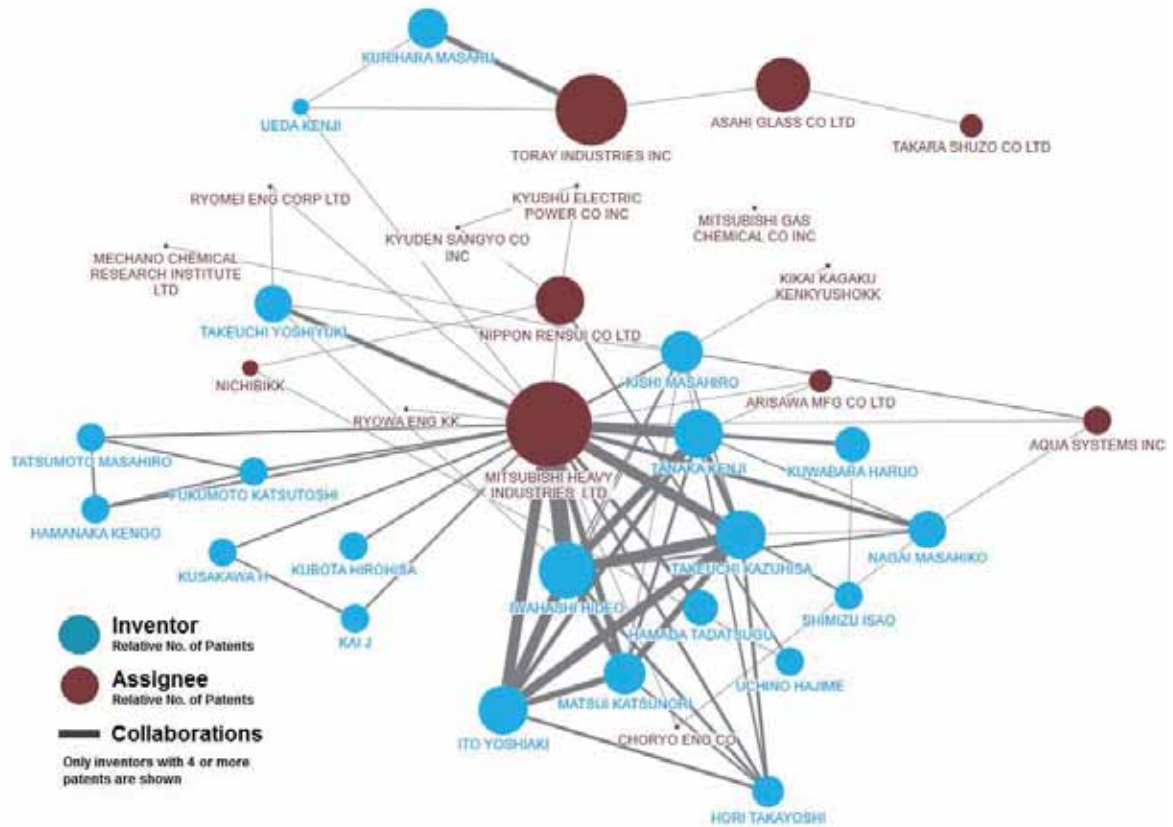 KURIHARA MASARU
UEDA KENJI
TORAY INDUSTRIES INC
ASAHI GLASS CO LTD
TAKARA SHUZO CO LTD
RYOMEI ENG CORP LTD
KYUSHU ELECTRIC
POWER CO INC
KYUDEN SANGYO CO
INC
MITSUBISHI GAS
CHEMICAL CO INC
MECHANO CHEMICAL
RESEARCH INSTITUTE
LTD
KIKAI KAGAKU
KENKYUSHOKK
TAKEUCHI YOSHIYUKI
NIPPON RENSUI CO LTD
NICHIBIKK
KISHI MASAHIRO
ARISAWA MFG CO LTD
RYOWA ENG KK
AQUA SYSTEMS INC
TATSUMOTO MASAHIRO
MITSUBISHI HEAVY
INDUSTRIES LTD
TANAKA KENJI
KUWABARA HARUO
FUKUMOTO KATSUTOSHI
HAMANAKA KENGO
KUSAKAWA H
KUBOTA HIROHISA
IWAHASHI HIDEO
TAKEUCHI KAZUHISA
NAGAI MASAHIKO
KAI J
HAMADA TADATSUGU
SHIMIZU ISAO
UCHINO HAJIME
MATSUI KATSUNORI
ITO YOSHIAKI
CHORYO ENG CO
HORI TAKAYOSHI
Inventor
Relative No. of Patents
Assignee
Relative No. of Patents
Collaborations
Only inventors with 4 or more
patents are shown